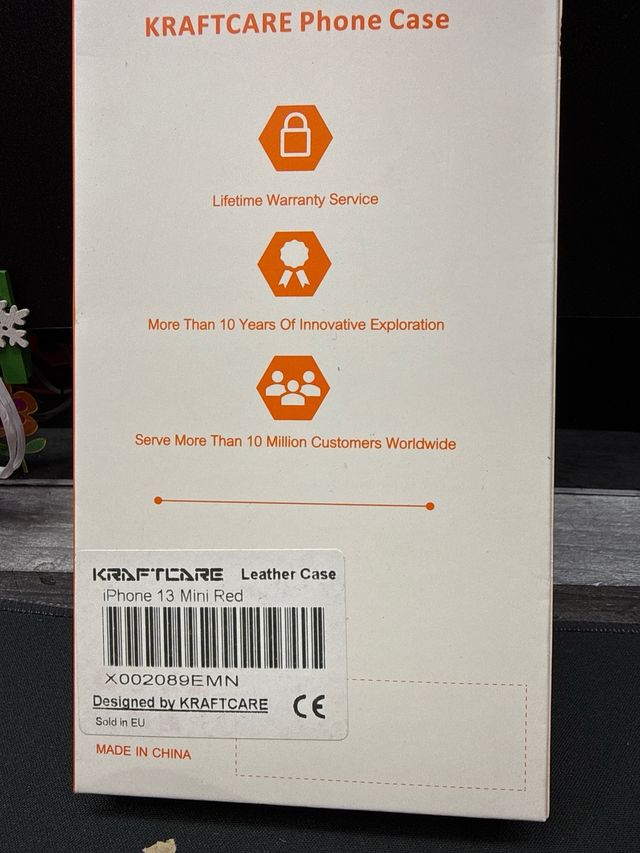 KRAFTCARE Phone Case
Lifetime Warranty Service
More Than 10 Years Of Innovative Exploration
Serve More Than 10 Million Customers Worldwide
KRAFTCARE Leather Case
iPhone 13 Mini Red
X002089EMN
Designed by KRAFTCARE CE
Sold in EU
MADE IN CHINA